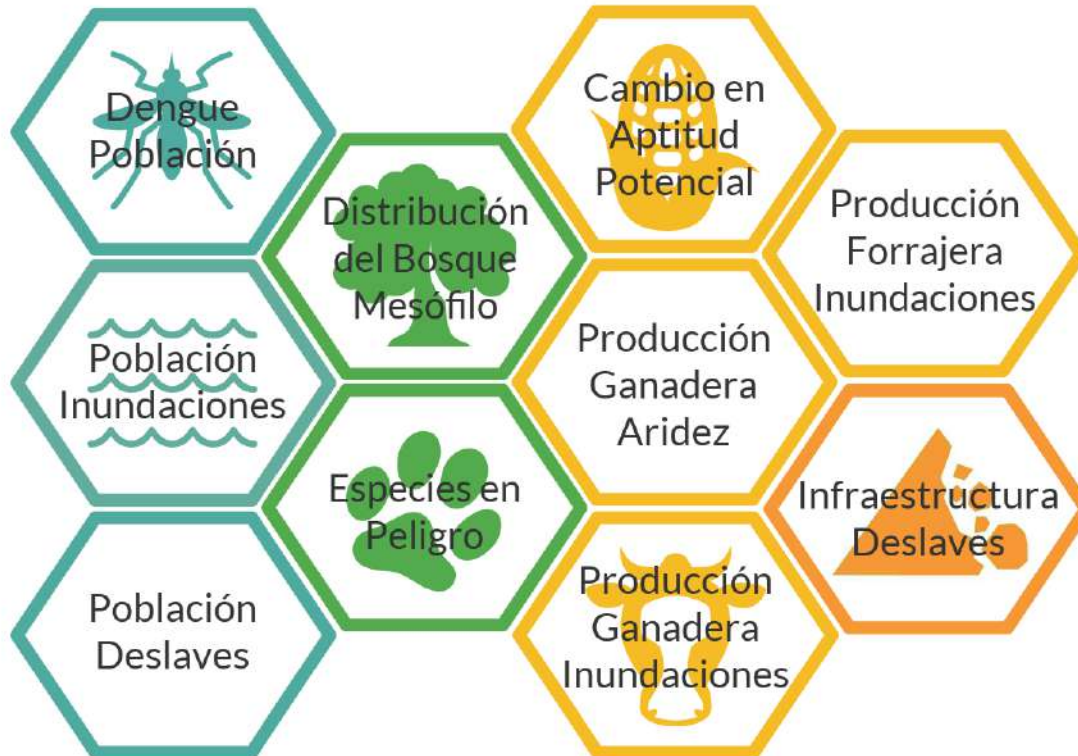 Dengue
Población
Población
Inundaciones
Población
Deslaves
Distribución
del Bosque
Mesófilo
Especies en
Peligro
Cambio en
Aptitud
Potencial
Producción
Ganadera
Aridez
Producción
Ganadera
Inundaciones
Producción
Forrajera
Inundaciones
Infraestructura
Deslaves